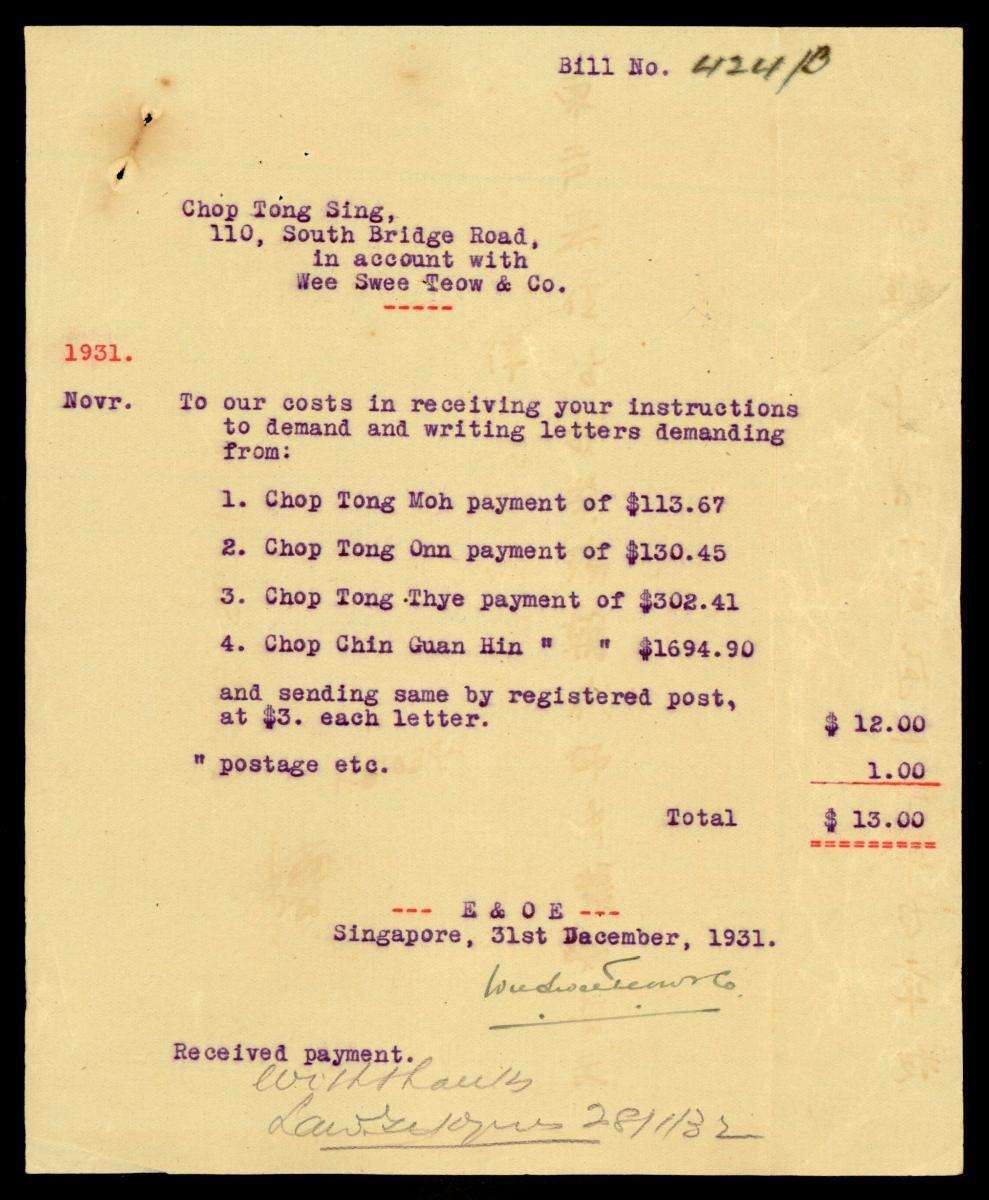 Bill No. 424/B
Chop Tong Sing,
110, South Bridge Road,
in account with
Wee Swee Teow & Co.
-----
1931.
Novr. To our costs in receiving your instructions
to demand and writing letters demanding
from:
1. Chop Tong Moh payment of $113.67
2. Chop Tong Onn payment of $130.45
3. Chop Tong Thye payment of $302.41
4. Chop Chin Guan Hin " " $1694.90
and sending same by registered post,
at $3. each letter. $ 12.00
" postage etc. 1.00
Total $ 13.00
=========
--- E & O E ---
Singapore, 31st Dacember, 1931.
Wee Swee Teow & Co.
Received payment.
With thanks
28/1/32